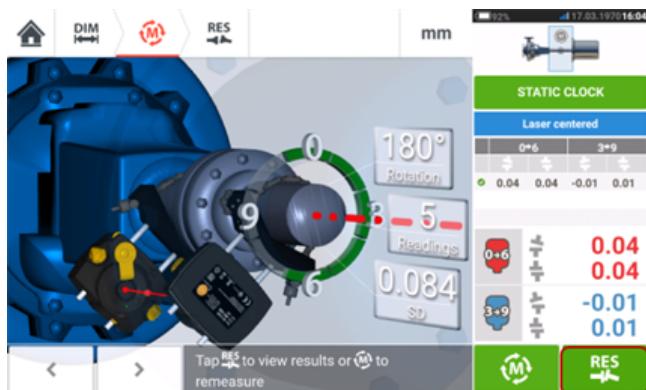 DIM
M
RES
mm
92%
17.03.1970 16:04
STATIC CLOCK
Laser centered
0•6 3•9
0.04 0.04 -0.01 0.01
0•6
0.04
0.04
3•9
-0.01
0.01
0
9
6
180°
Rotation
5
Readings
0.084
SD
Tap RES to view results or M to
remeasure
M
RES